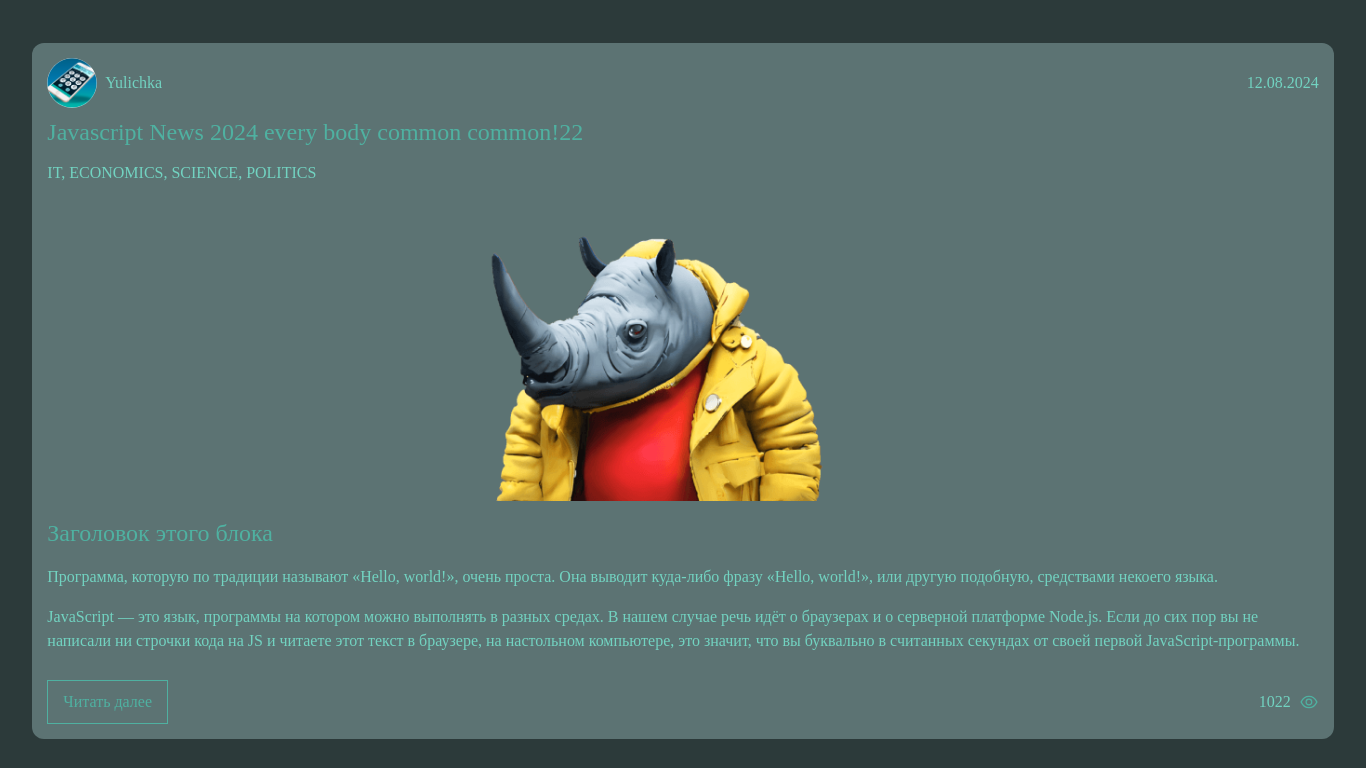 Yulichka
12.08.2024
Javascript News 2024 every body common common!22
IT, ECONOMICS, SCIENCE, POLITICS
Заголовок этого блока
Программа, которую по традиции называют «Hello, world!», очень проста. Она выводит куда-либо фразу «Hello, world!», или другую подобную, средствами некоего языка.
JavaScript — это язык, программы на котором можно выполнять в разных средах. В нашем случае речь идёт о браузерах и о серверной платформе Node.js. Если до сих пор вы не
написали ни строчки кода на JS и читаете этот текст в браузере, на настольном компьютере, это значит, что вы буквально в считанных секундах от своей первой JavaScript-программы.
Читать далее
1022